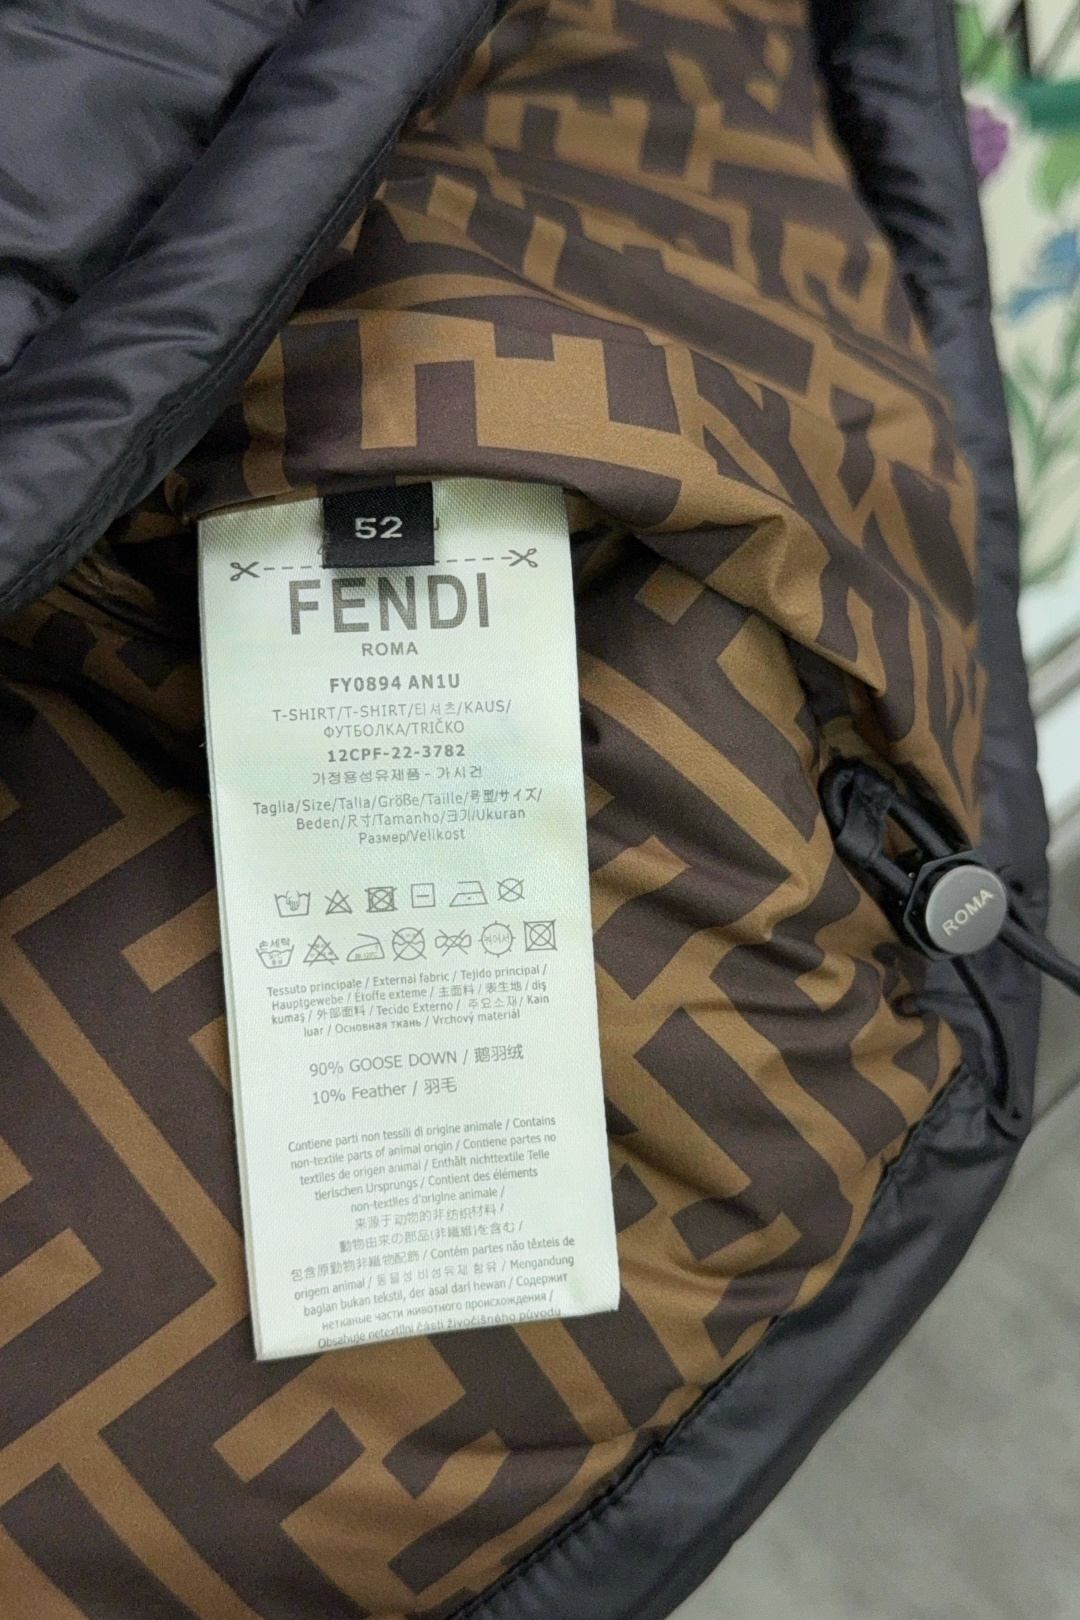 52
FENDI
ROMA
FY0894 AN1U
T-SHIRT/T-SHIRT/티셔츠/KAUS/
ФУТБОЛКА/TRIČKO
12CPF-22-3782
가정용섬유제품 - 가시건
Taglia/Size/Talla/Größe/Taille/号型/サイズ/
Beden/尺寸/Tamanho/크기/Ukuran
Размер/Velikost
손세탁
Tessuto principale / External fabric / Tejido principal /
Hauptgewebe / Etoffe externe / 主面料 / 表生地 / diş
kumaş / 外部面料 / Tecido Externo / 주요소재 / Kain
luar / Основная ткань / Vrchový materiál
90% GOOSE DOWN / 鹅羽绒
10% Feather / 羽毛
Contiene parti non tessili di origine animale / Contains
non-textile parts of animal origin / Contiene partes no
textiles de origen animal / Enthält nichttextile Telle
tierischen Ursprungs / Contient des éléments
non-textiles d'origine animale /
来源于动物的非纺织材料 /
動物由来の部品(非繊維)を含む /
包含原動物非纖物配飾 / Contém partes não têxteis de
origem animal / 동물성 비섬유제 함유 / Mengandung
baglan bukan tekstil, der asal dari hewan / Содержит
нетканые части животного происхождения /
Obsahuje netextilní části živočišného původu
ROMA